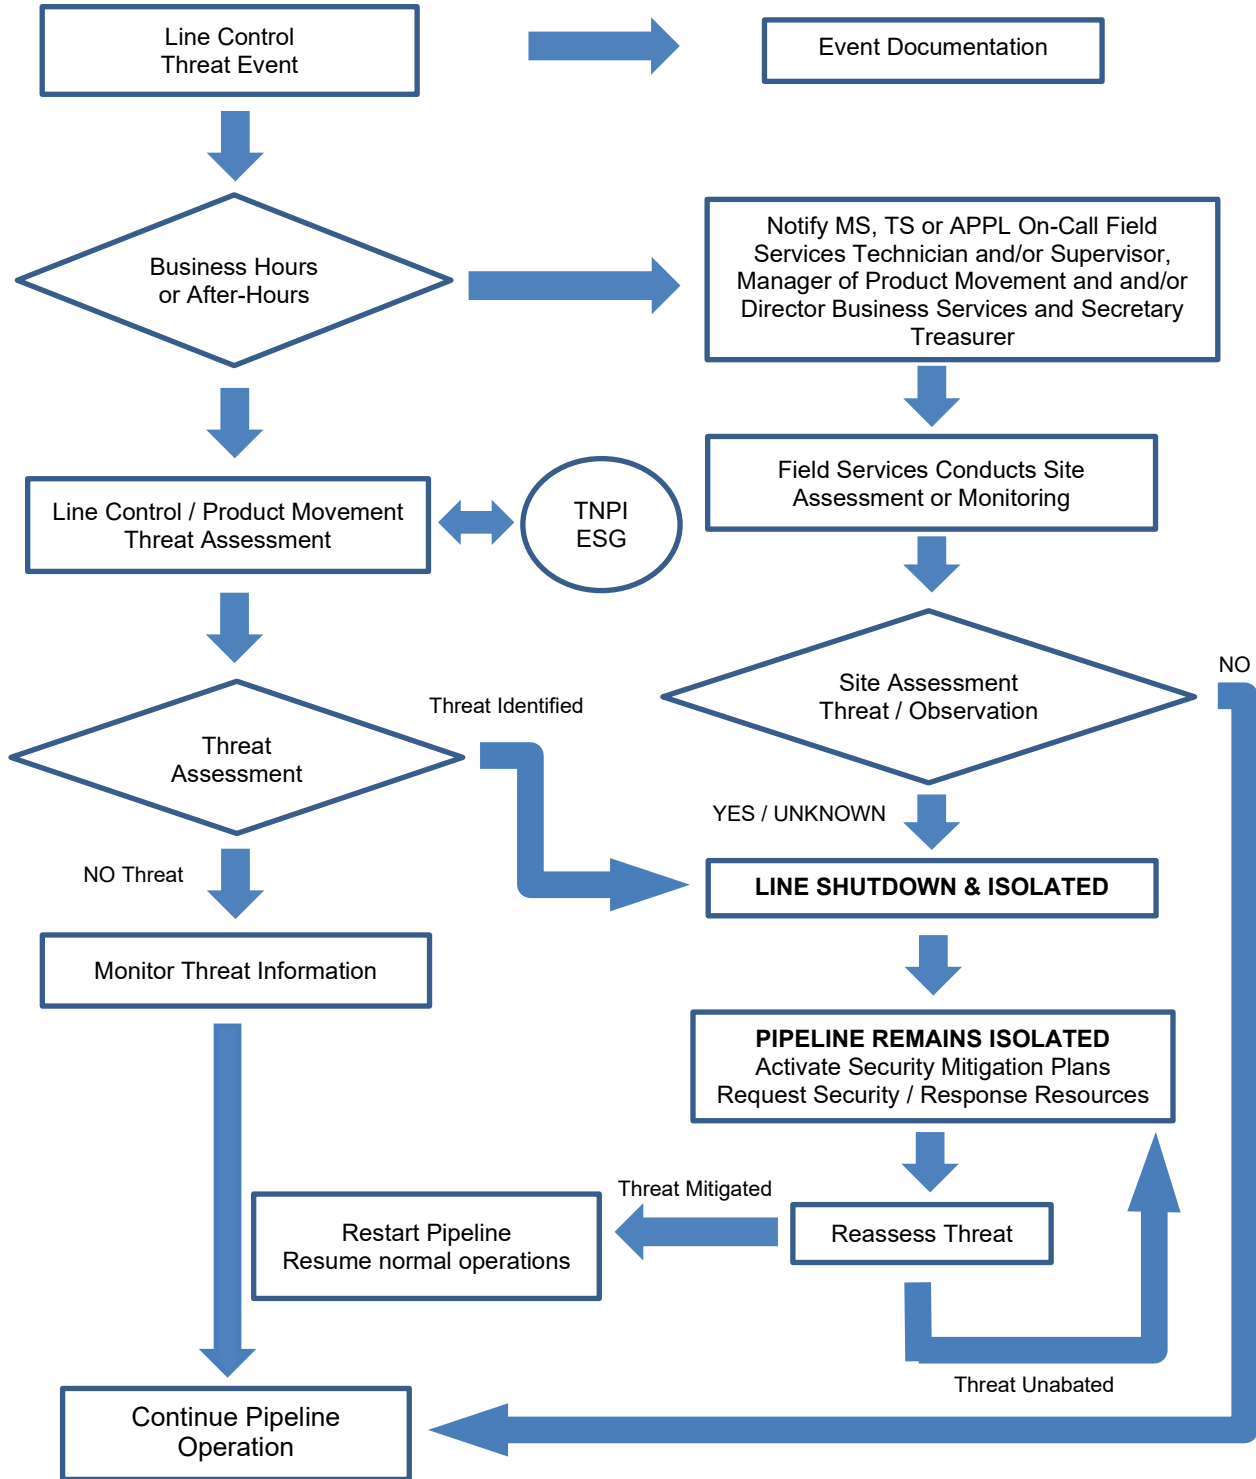 Line Control
Threat Event
Event Documentation
Business Hours
or After-Hours
Notify MS, TS or APPL On-Call Field
Services Technician and/or Supervisor,
Manager of Product Movement and and/or
Director Business Services and Secretary
Treasurer
Line Control / Product Movement
Threat Assessment
TNPI
ESG
Field Services Conducts Site
Assessment or Monitoring
Site Assessment
Threat / Observation
NO
Threat
Assessment
Threat Identified
YES / UNKNOWN
NO Threat
LINE SHUTDOWN & ISOLATED
Monitor Threat Information
PIPELINE REMAINS ISOLATED
Activate Security Mitigation Plans
Request Security / Response Resources
Threat Mitigated
Restart Pipeline
Resume normal operations
Reassess Threat
Threat Unabated
Continue Pipeline
Operation